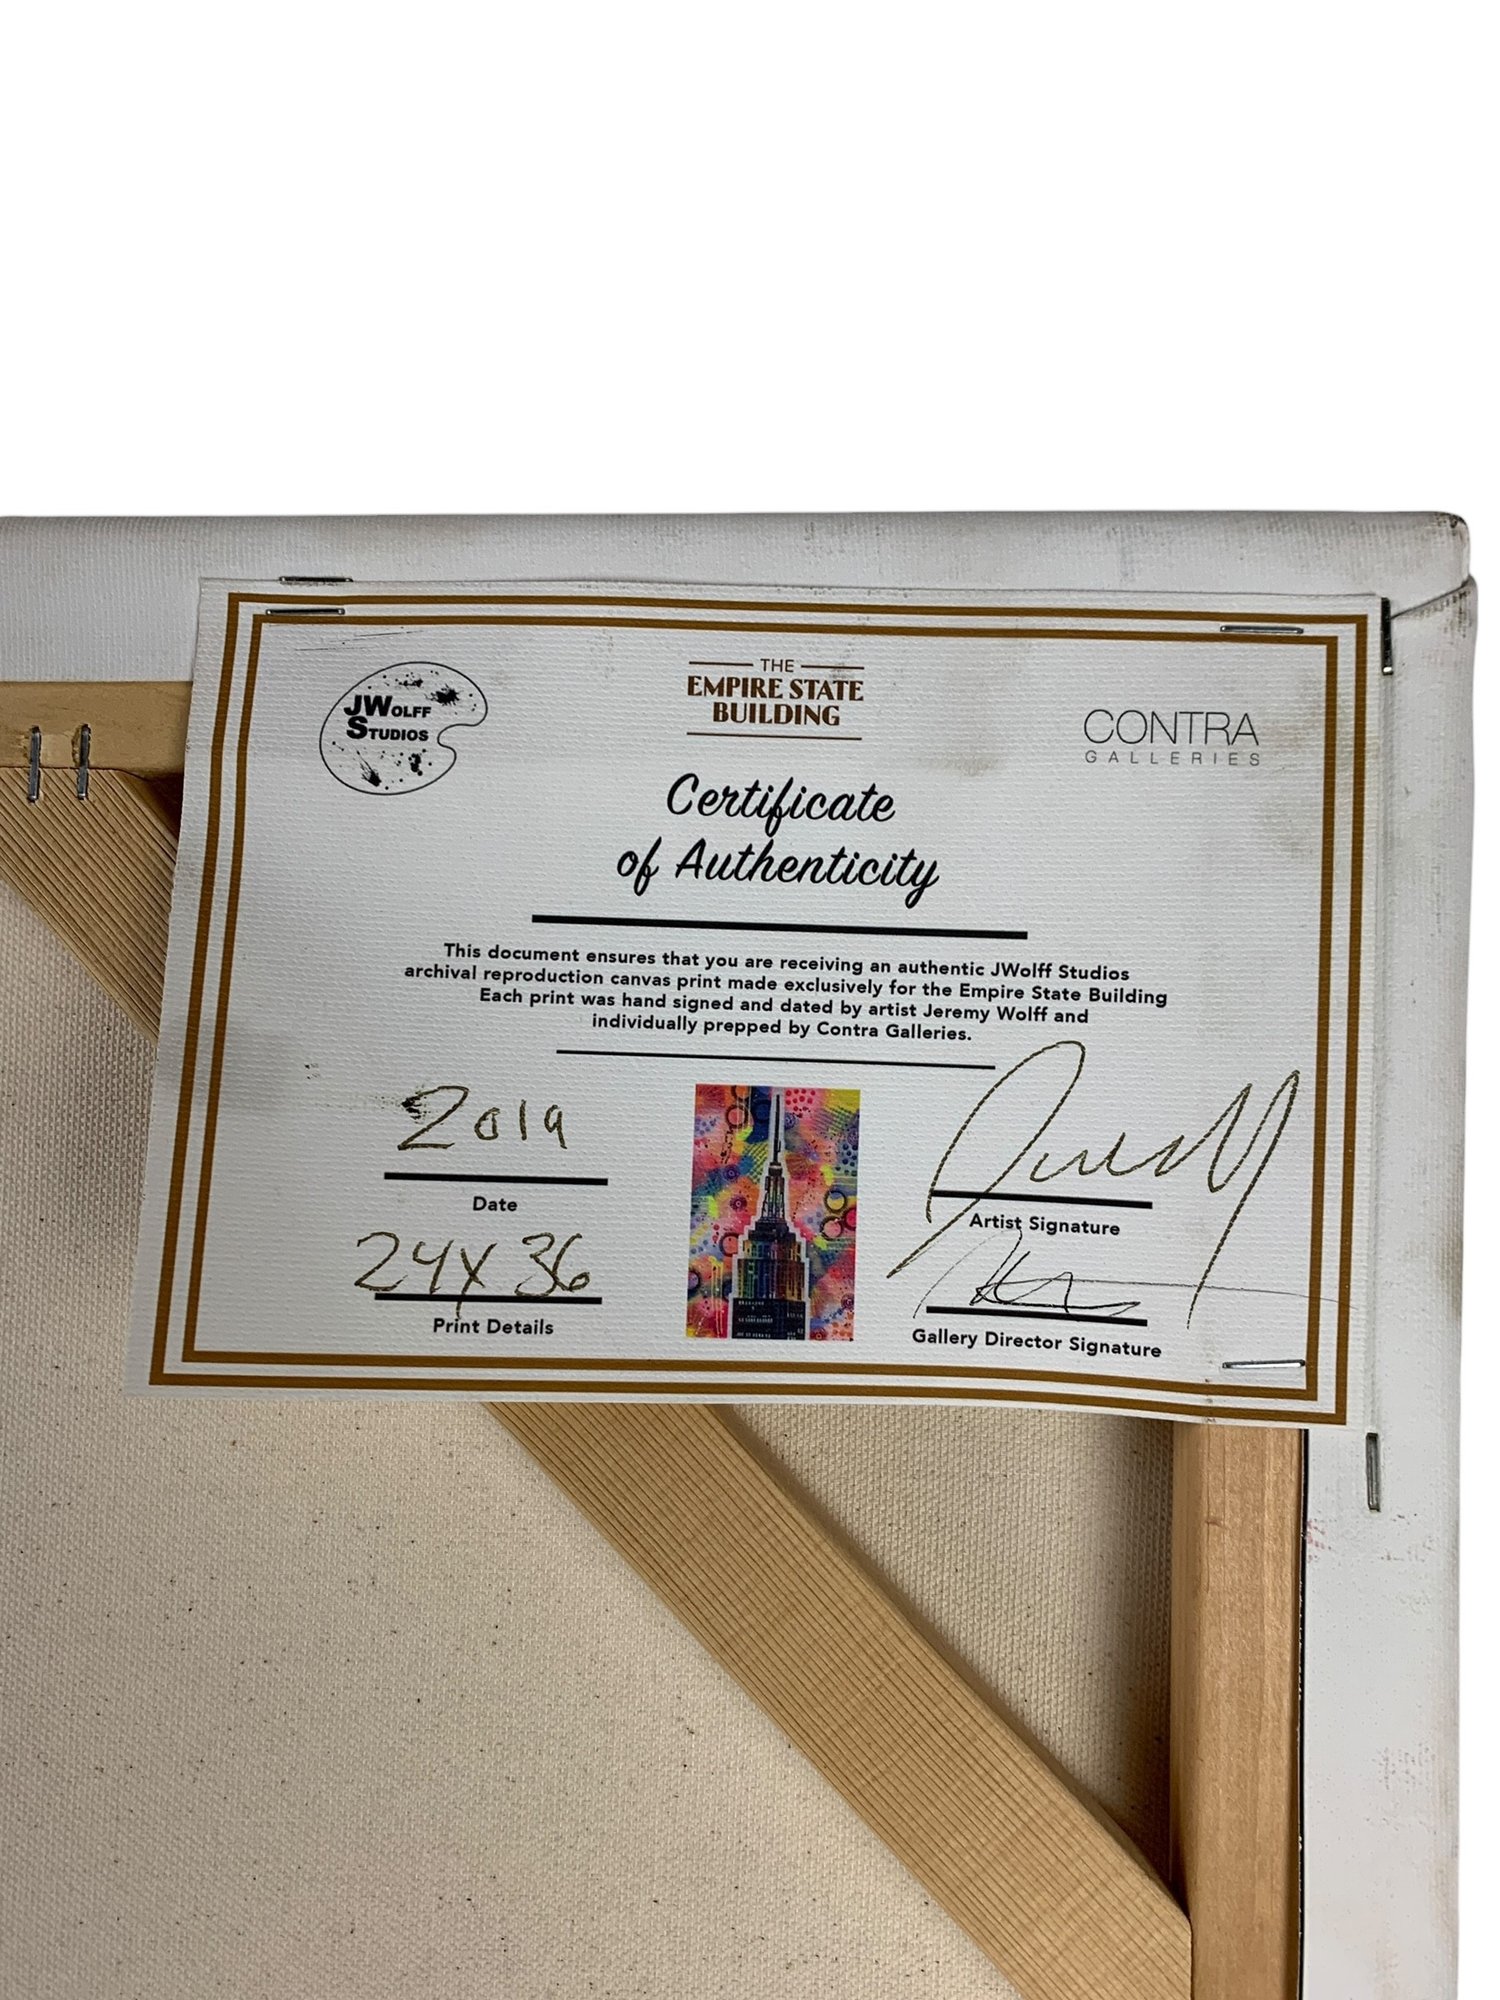 JWOLFF
STUDIOS
THE
EMPIRE STATE
BUILDING
CONTRA
GALLERIES
Certificate
of Authenticity
This document ensures that you are receiving an authentic JWolff Studios
archival reproduction canvas print made exclusively for the Empire State Building
Each print was hand signed and dated by artist Jeremy Wolff and
individually prepped by Contra Galleries.
2019
Date
24X36
Print Details
Artist Signature
Gallery Director Signature